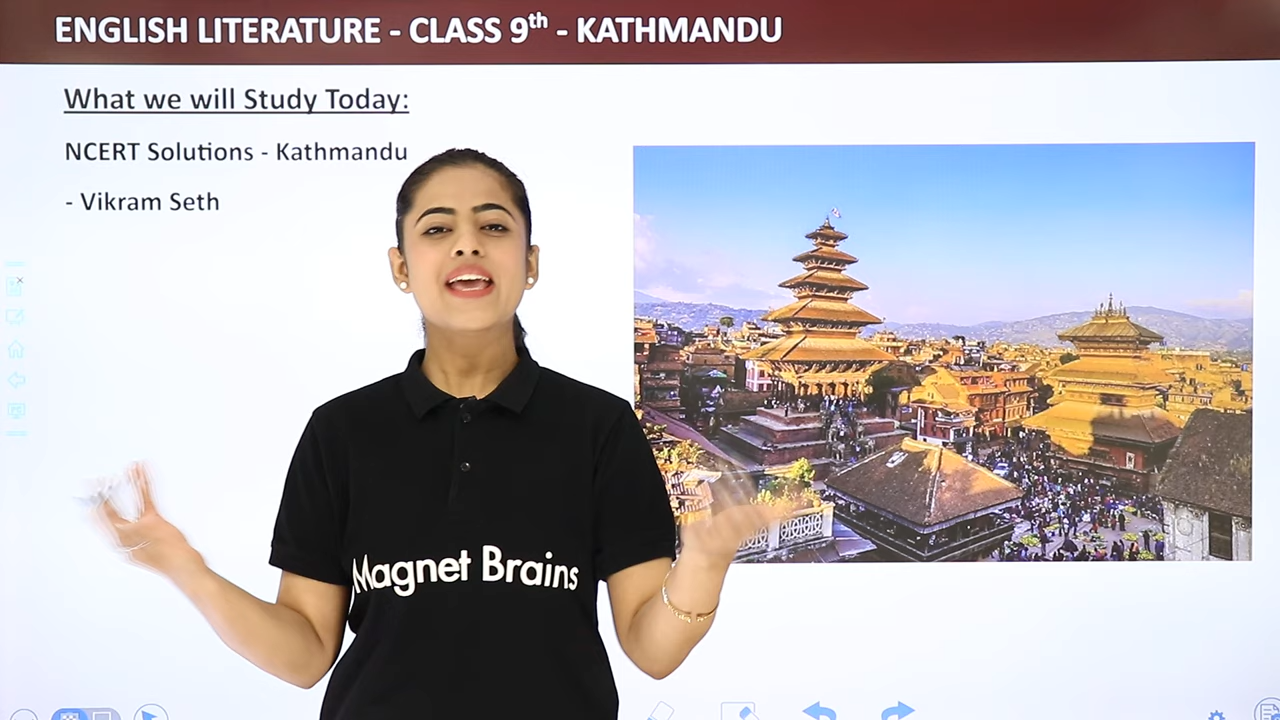 ENGLISH LITERATURE - CLASS 9th - KATHMANDU
What we will Study Today:
NCERT Solutions - Kathmandu
- Vikram Seth
Magnet Brains